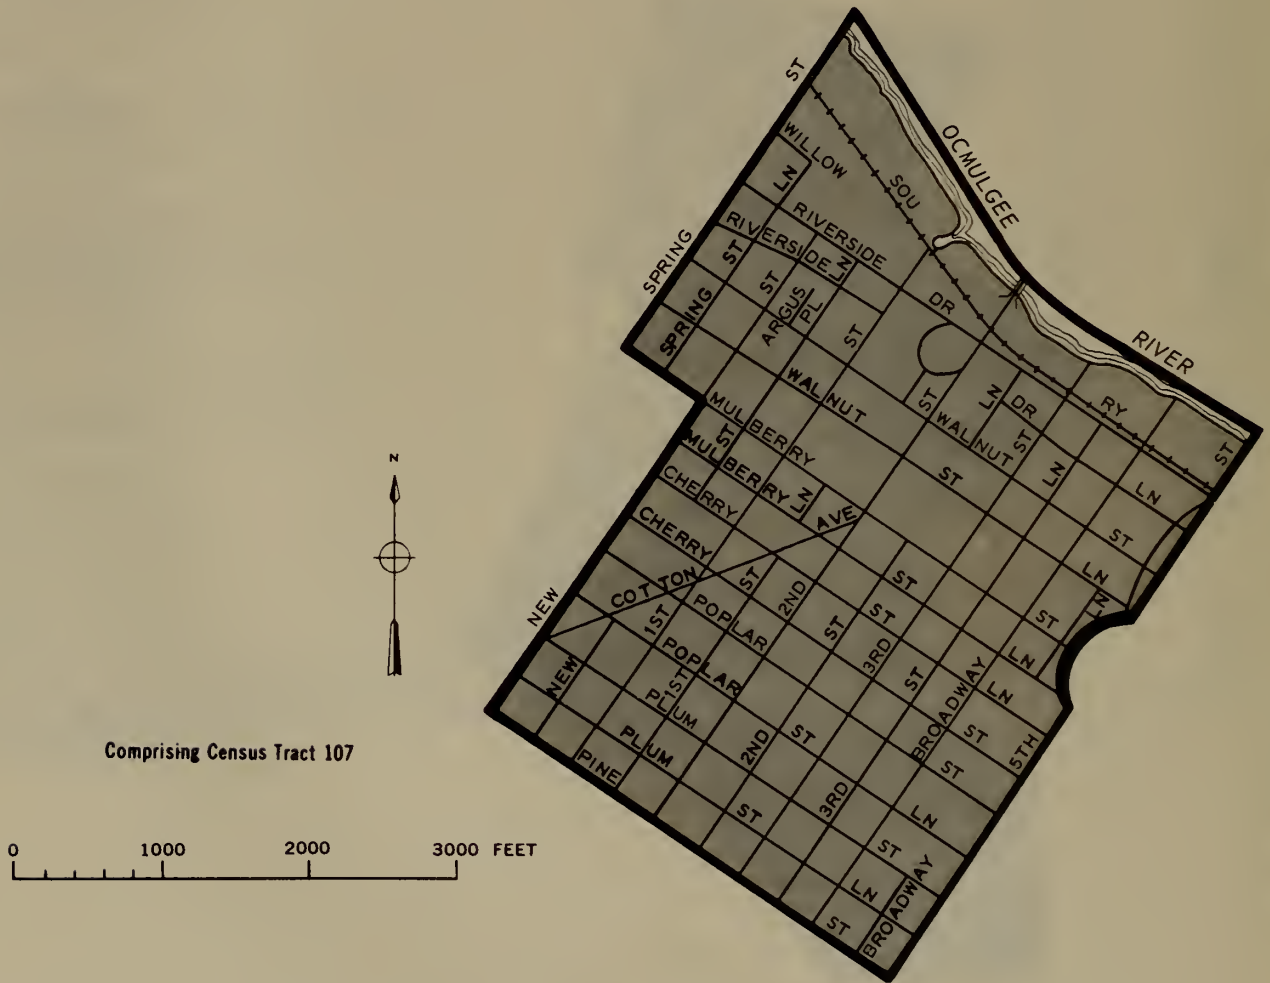 ST
OCMULGEE
RIVER
WILLOW
LN
SOU
RY
RIVERSIDE
DR
RIVERSIDE
LN
SPRING
ST
ST
ARGUS
PL
ST
SPRING
DR
LN
ST
ST
WALNUT
WALNUT
ST
ST
LN
LN
MULBERRY
ST
MULBERRY
LN
AVE
ST
LN
ST
LN
CHERRY
CHERRY
ST
2ND
ST
ST
ST
3RD
ST
LN
LN
BROADWAY
ST
5TH
ST
N
NEW
COTTON
1ST
POPLAR
POPLAR
NEW
1ST
PLUM
PLUM
2ND
ST
LN
PINE
3RD
ST
ST
LN
BROADWAY
ST
Comprising Census Tract 107
0 1000 2000 3000 FEET